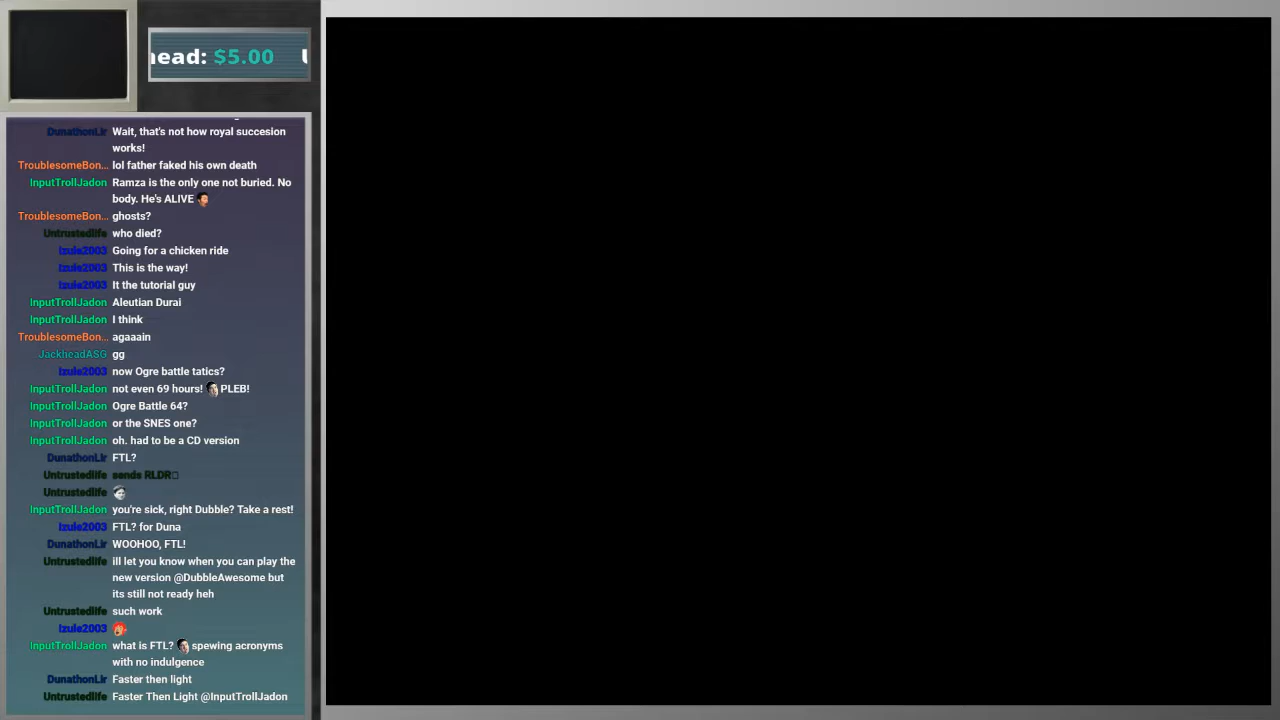 nead: $5.00
DunathonLir Wait, that's not how royal succesion
works!
TroublesomeBon... lol father faked his own death
InputTrollJadon Ramza is the only one not buried. No
body. He's ALIVE
TroublesomeBon... ghosts?
Untrustedlife who died?
Izule2003 Going for a chicken ride
Izule2003 This is the way!
Izule2003 It the tutorial guy
InputTrollJadon Aleutian Durai
InputTrollJadon I think
TroublesomeBon... agaaain
JackheadASG gg
Izule2003 now Ogre battle tatics?
InputTrollJadon not even 69 hours! PLEB!
InputTrollJadon Ogre Battle 64?
InputTrollJadon or the SNES one?
InputTrollJadon oh. had to be a CD version
DunathonLir FTL?
Untrustedlife sends RLDR
Untrustedlife
InputTrollJadon you're sick, right Dubble? Take a rest!
Izule2003 FTL? for Duna
DunathonLir WOOHOO, FTL!
Untrustedlife ill let you know when you can play the
new version @DubbleAwesome but
its still not ready heh
Untrustedlife such work
Izule2003
InputTrollJadon what is FTL? spewing acronyms
with no indulgence
DunathonLir Faster then light
Untrustedlife Faster Then Light @InputTrollJadon